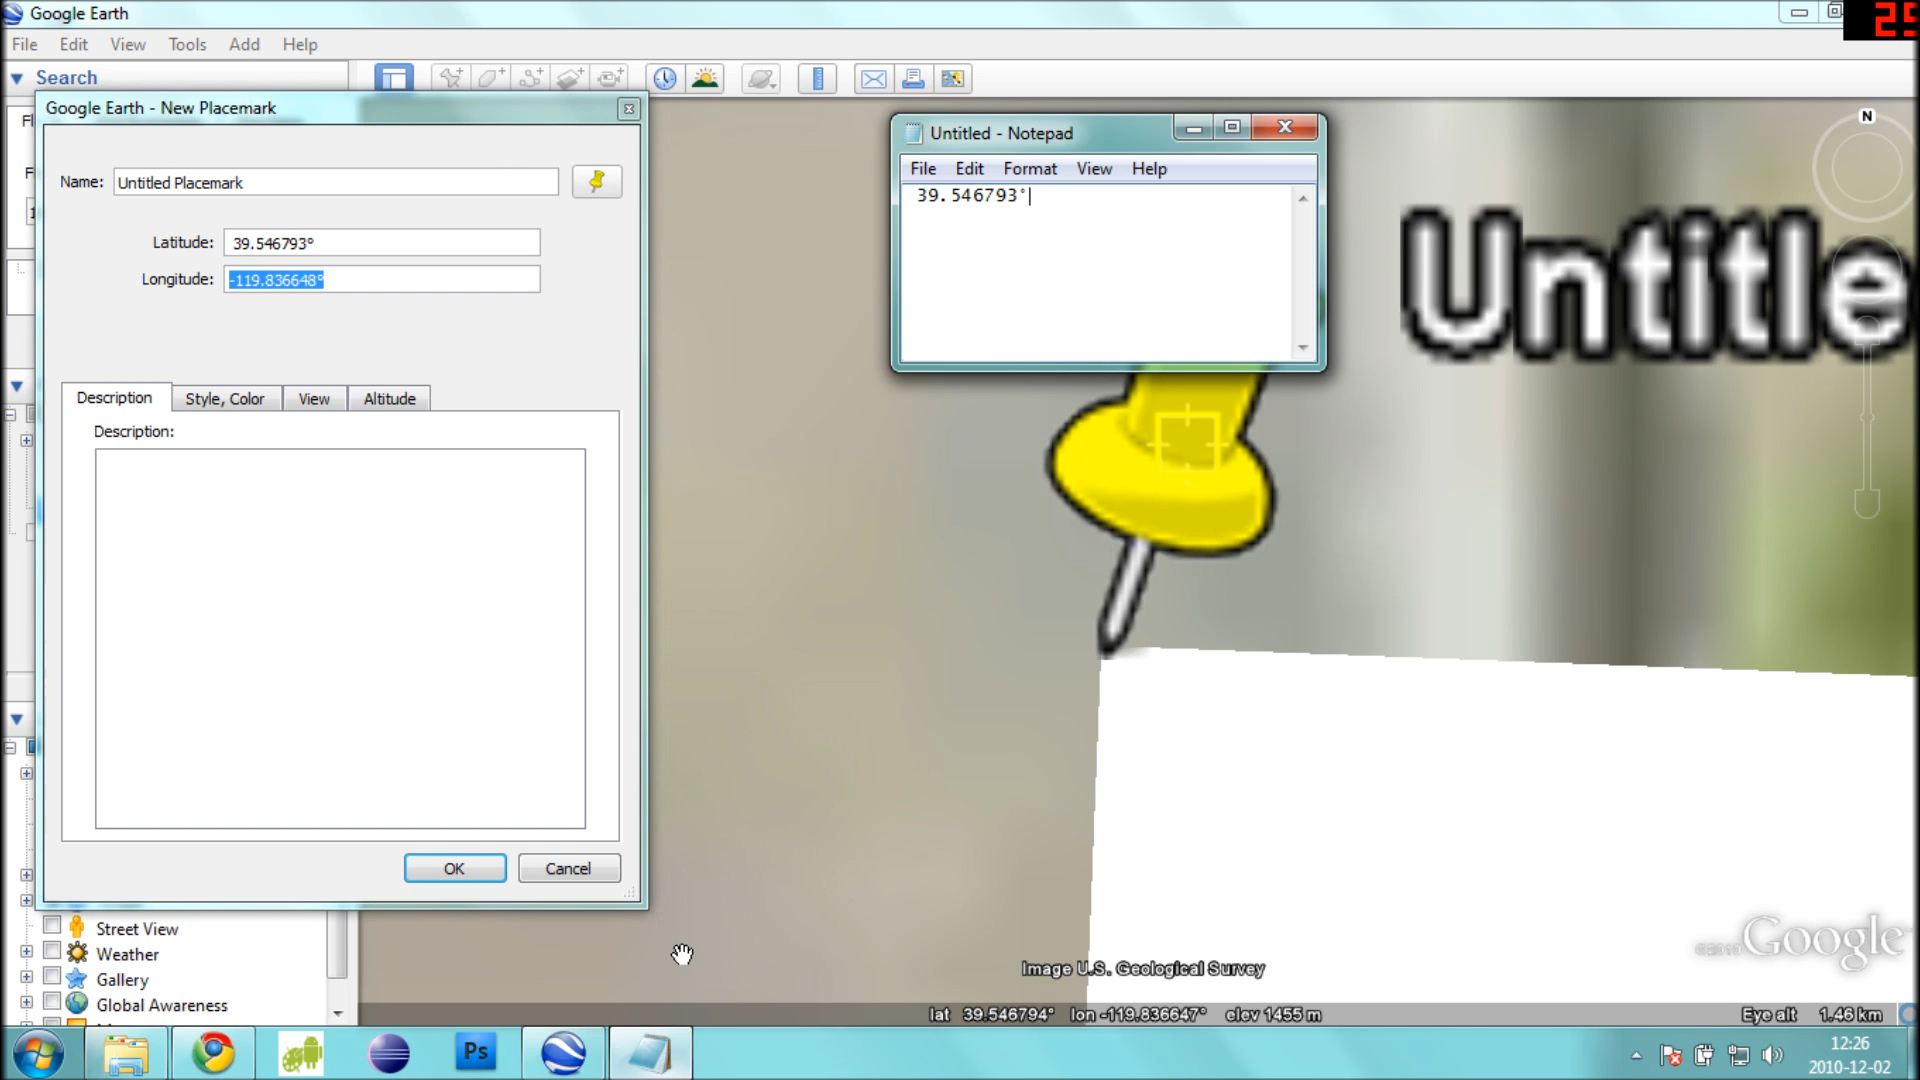 Google Earth
File Edit View Tools Add Help
Search
Google Earth - New Placemark
Name: Untitled Placemark
Latitude: 39.546793°
Longitude: -119.836648°
Description Style, Color View Altitude
Description:
OK Cancel
Untitled - Notepad
File Edit Format View Help
39.546793°
Untitle
Street View
Weather
Gallery
Global Awareness
Google
Image U.S. Geological Survey
lat 39.546794° lon -119.836647° elev 1455 m
Eye alt 1.46 km
N
25
Ps
12:26
2010-12-02